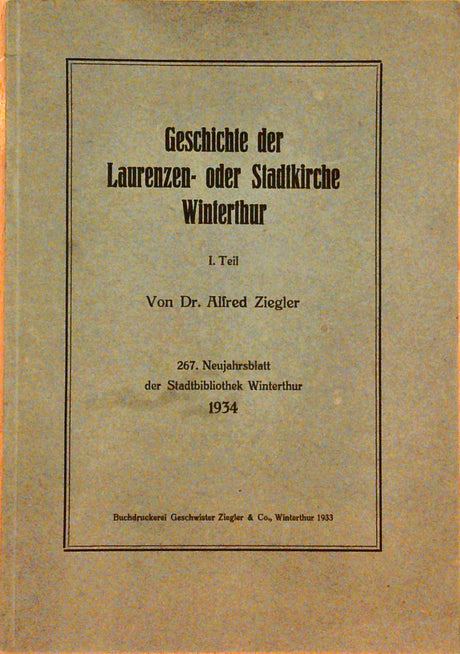 Geschichte der
Laurenzen- oder Stadtkirche
Winterthur
I. Teil
Von Dr. Alfred Ziegler
267. Neujahrsblatt
der Stadtbibliothek Winterthur
1934
Buchdruckerei Geschwister Ziegler & Co., Winterthur 1933